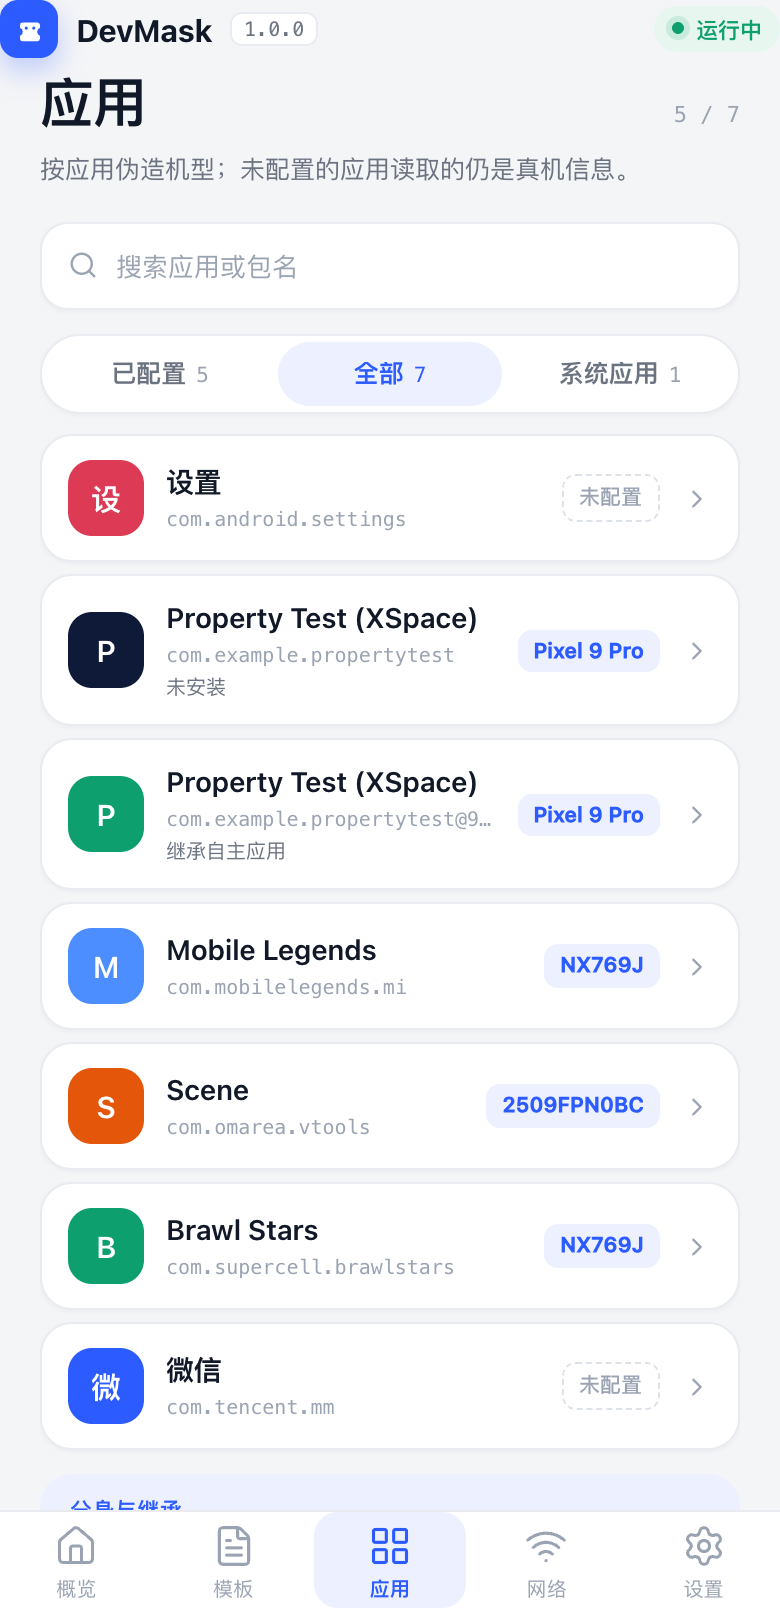 DevMask 1.0.0 运行中
应用
5 / 7
按应用伪造机型；未配置的应用读取的仍是真机信息。
搜索应用或包名
已配置 5 全部 7 系统应用 1
设
设置
com.android.settings
未配置
P
Property Test (XSpace)
com.example.propertytest
未安装
Pixel 9 Pro
P
Property Test (XSpace)
com.example.propertytest@9…
继承自主应用
Pixel 9 Pro
M
Mobile Legends
com.mobilelegends.mi
NX769J
S
Scene
com.omarea.vtools
2509FPN0BC
B
Brawl Stars
com.supercell.brawlstars
NX769J
微
微信
com.tencent.mm
未配置
分身与继承
概览 模板 应用 网络 设置